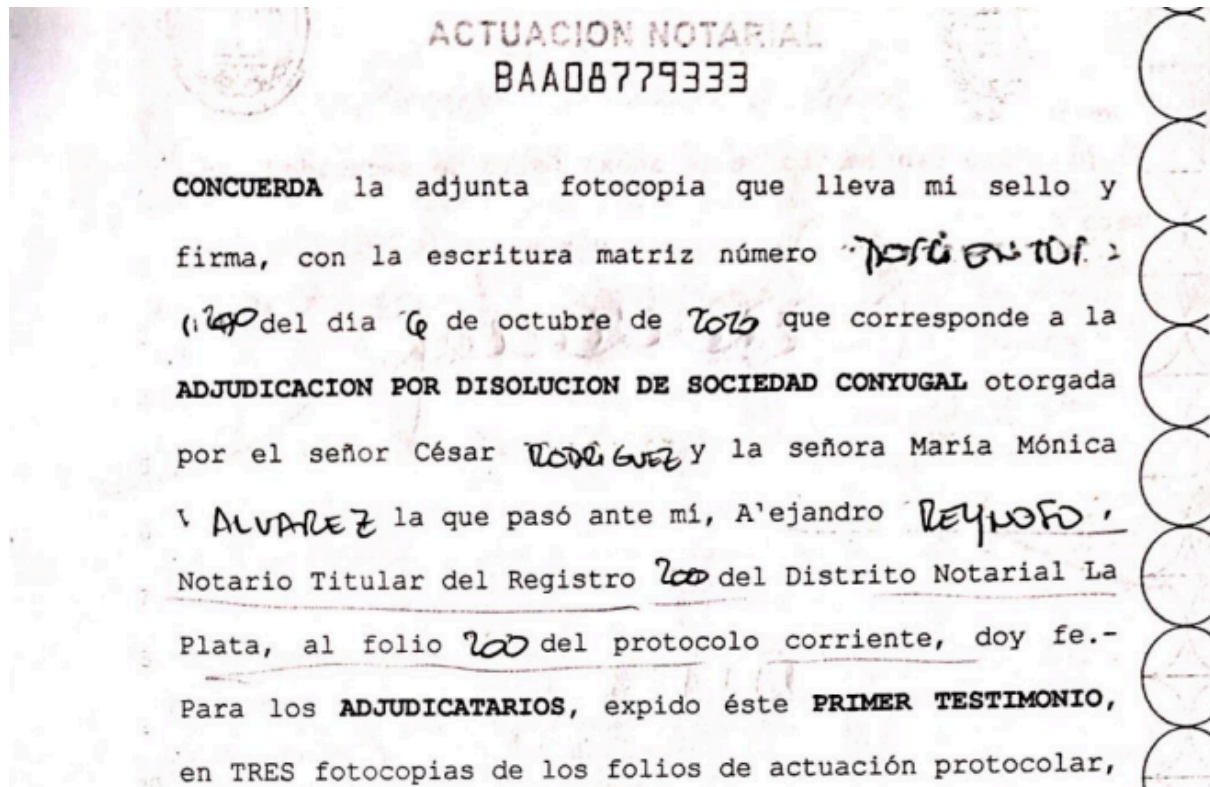 ACTUACION NOTARIAL
BAA08779333
CONCUERDA la adjunta fotocopia que lleva mi sello y
firma, con la escritura matriz número
(200 del dia 6 de octubre de 2020 que corresponde a la
ADJUDICACION POR DISOLUCION DE SOCIEDAD CONYUGAL otorgada
por el señor César RODRIGUEZ y la señora María Mónica
ALVAREZ la que pasó ante mí, A'ejandro REYNOSO.
Notario Titular del Registro 200 del Distrito Notarial La
Plata, al folio 200 del protocolo corriente, doy fe.-
Para los ADJUDICATARIOS, expido éste PRIMER TESTIMONIO,
en TRES fotocopias de los folios de actuación protocolar,